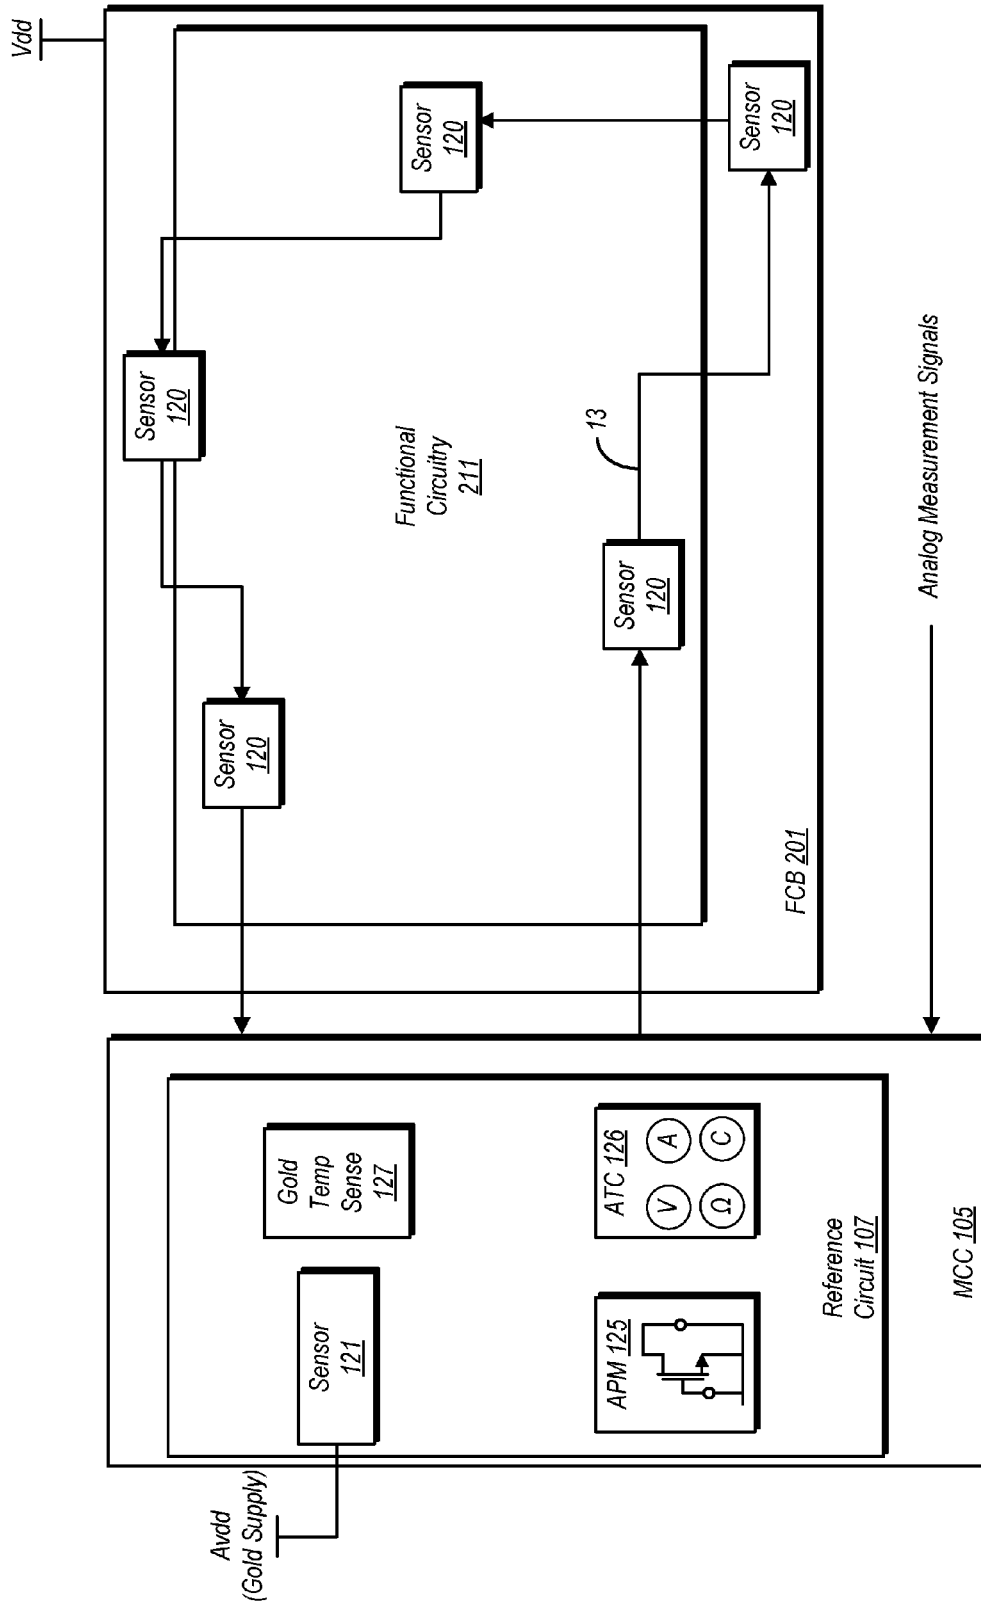 Avdd
(Gold Supply)
Sensor
121
Gold
Temp
Sense
127
APM 125
ATC 126
V
A
Ω
C
Reference
Circuit 107
MCC 105
Vdd
Sensor
120
Sensor
120
Sensor
120
Functional
Circuitry
211
Sensor
120
13
Sensor
120
FCB 201
Analog Measurement Signals